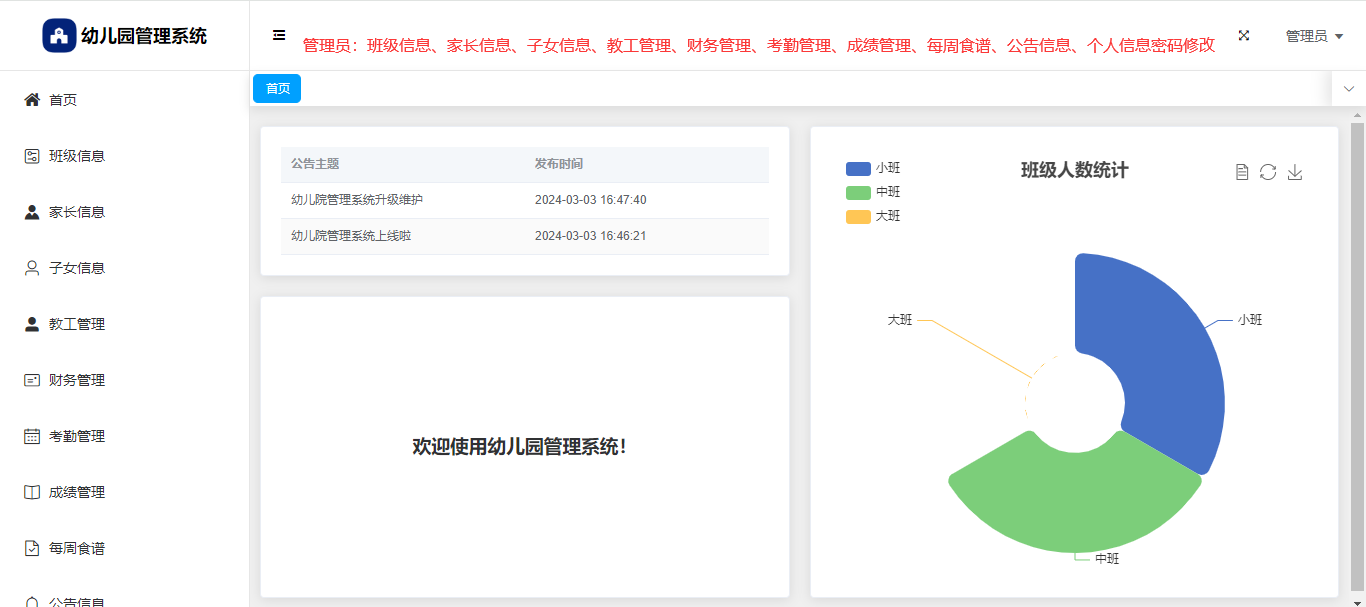 幼儿园管理系统
管理员：班级信息、家长信息、子女信息、教工管理、财务管理、考勤管理、成绩管理、每周食谱、公告信息、个人信息密码修改
管理员
首页
首页
班级信息
家长信息
子女信息
教工管理
财务管理
考勤管理
成绩管理
每周食谱
公告信息
公告主题 发布时间
幼儿院管理系统升级维护 2024-03-03 16:47:40
幼儿院管理系统上线啦 2024-03-03 16:46:21
欢迎使用幼儿园管理系统！
班级人数统计
小班
中班
大班
大班
小班
中班